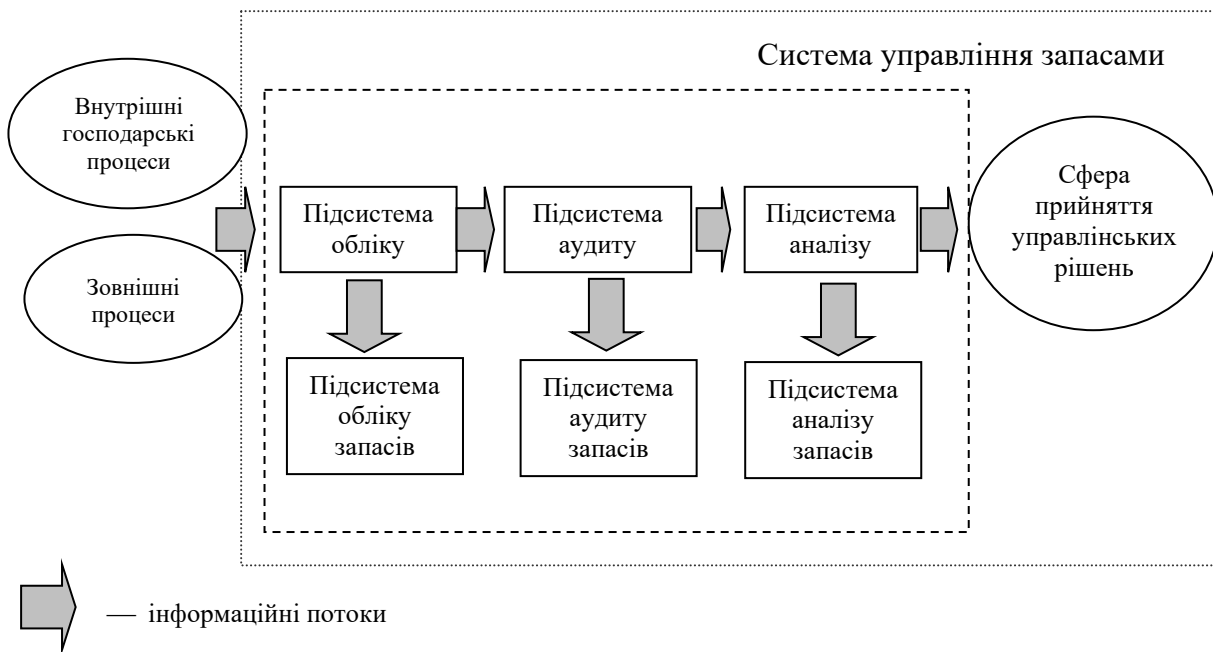 Система управління запасами
Внутрішні
господарські
процеси
Зовнішні
процеси
Підсистема
обліку
Підсистема
аудиту
Підсистема
аналізу
Сфера
прийняття
управлінських
рішень
Підсистема
обліку
запасів
Підсистема
аудиту
запасів
Підсистема
аналізу
запасів
— інформаційні потоки